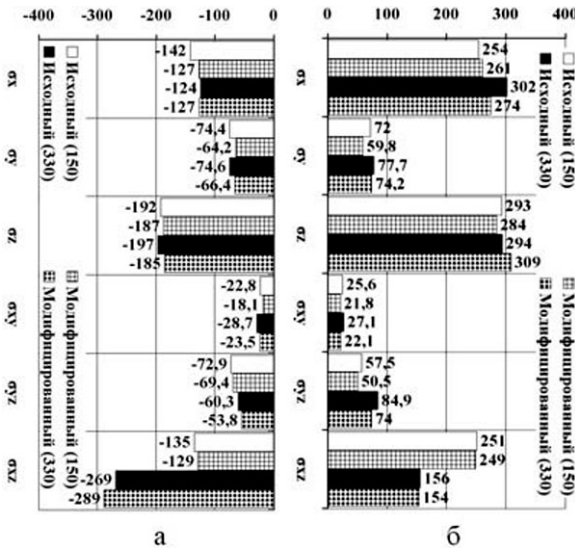 -400 -300 -200 -100 0
Исходный (330) Исходный (150)
σx
-142
-127
-124
-127
σy
-74,4
-64,2
-74,6
-66,4
σz
-192
-187
-197
-185
σxy
-22,8
-18,1
-28,7
-23,5
σyz
-72,9
-69,4
-60,3
-53,8
σxz
-135
-129
-269
-289
Модифицированный (330) Модифицированный (150)
а
0 100 200 300 400
Исходный (330) Исходный (150)
σx
254
261
302
274
σy
72
59,8
77,7
74,2
σz
293
284
294
309
σxy
25,6
21,8
27,1
22,1
σyz
57,5
50,5
84,9
74
σxz
251
249
156
154
Модифицированный (330) Модифицированный (150)
б